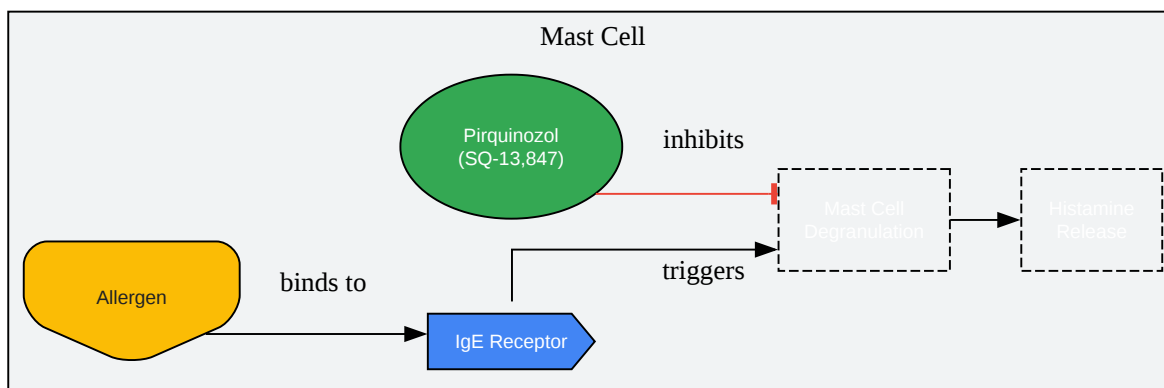 Mast Cell
Pirquinozol
(SQ-13,847)
inhibits
Mast Cell
Degranulation
Histamine
Release
triggers
binds to
Allergen
IgE Receptor